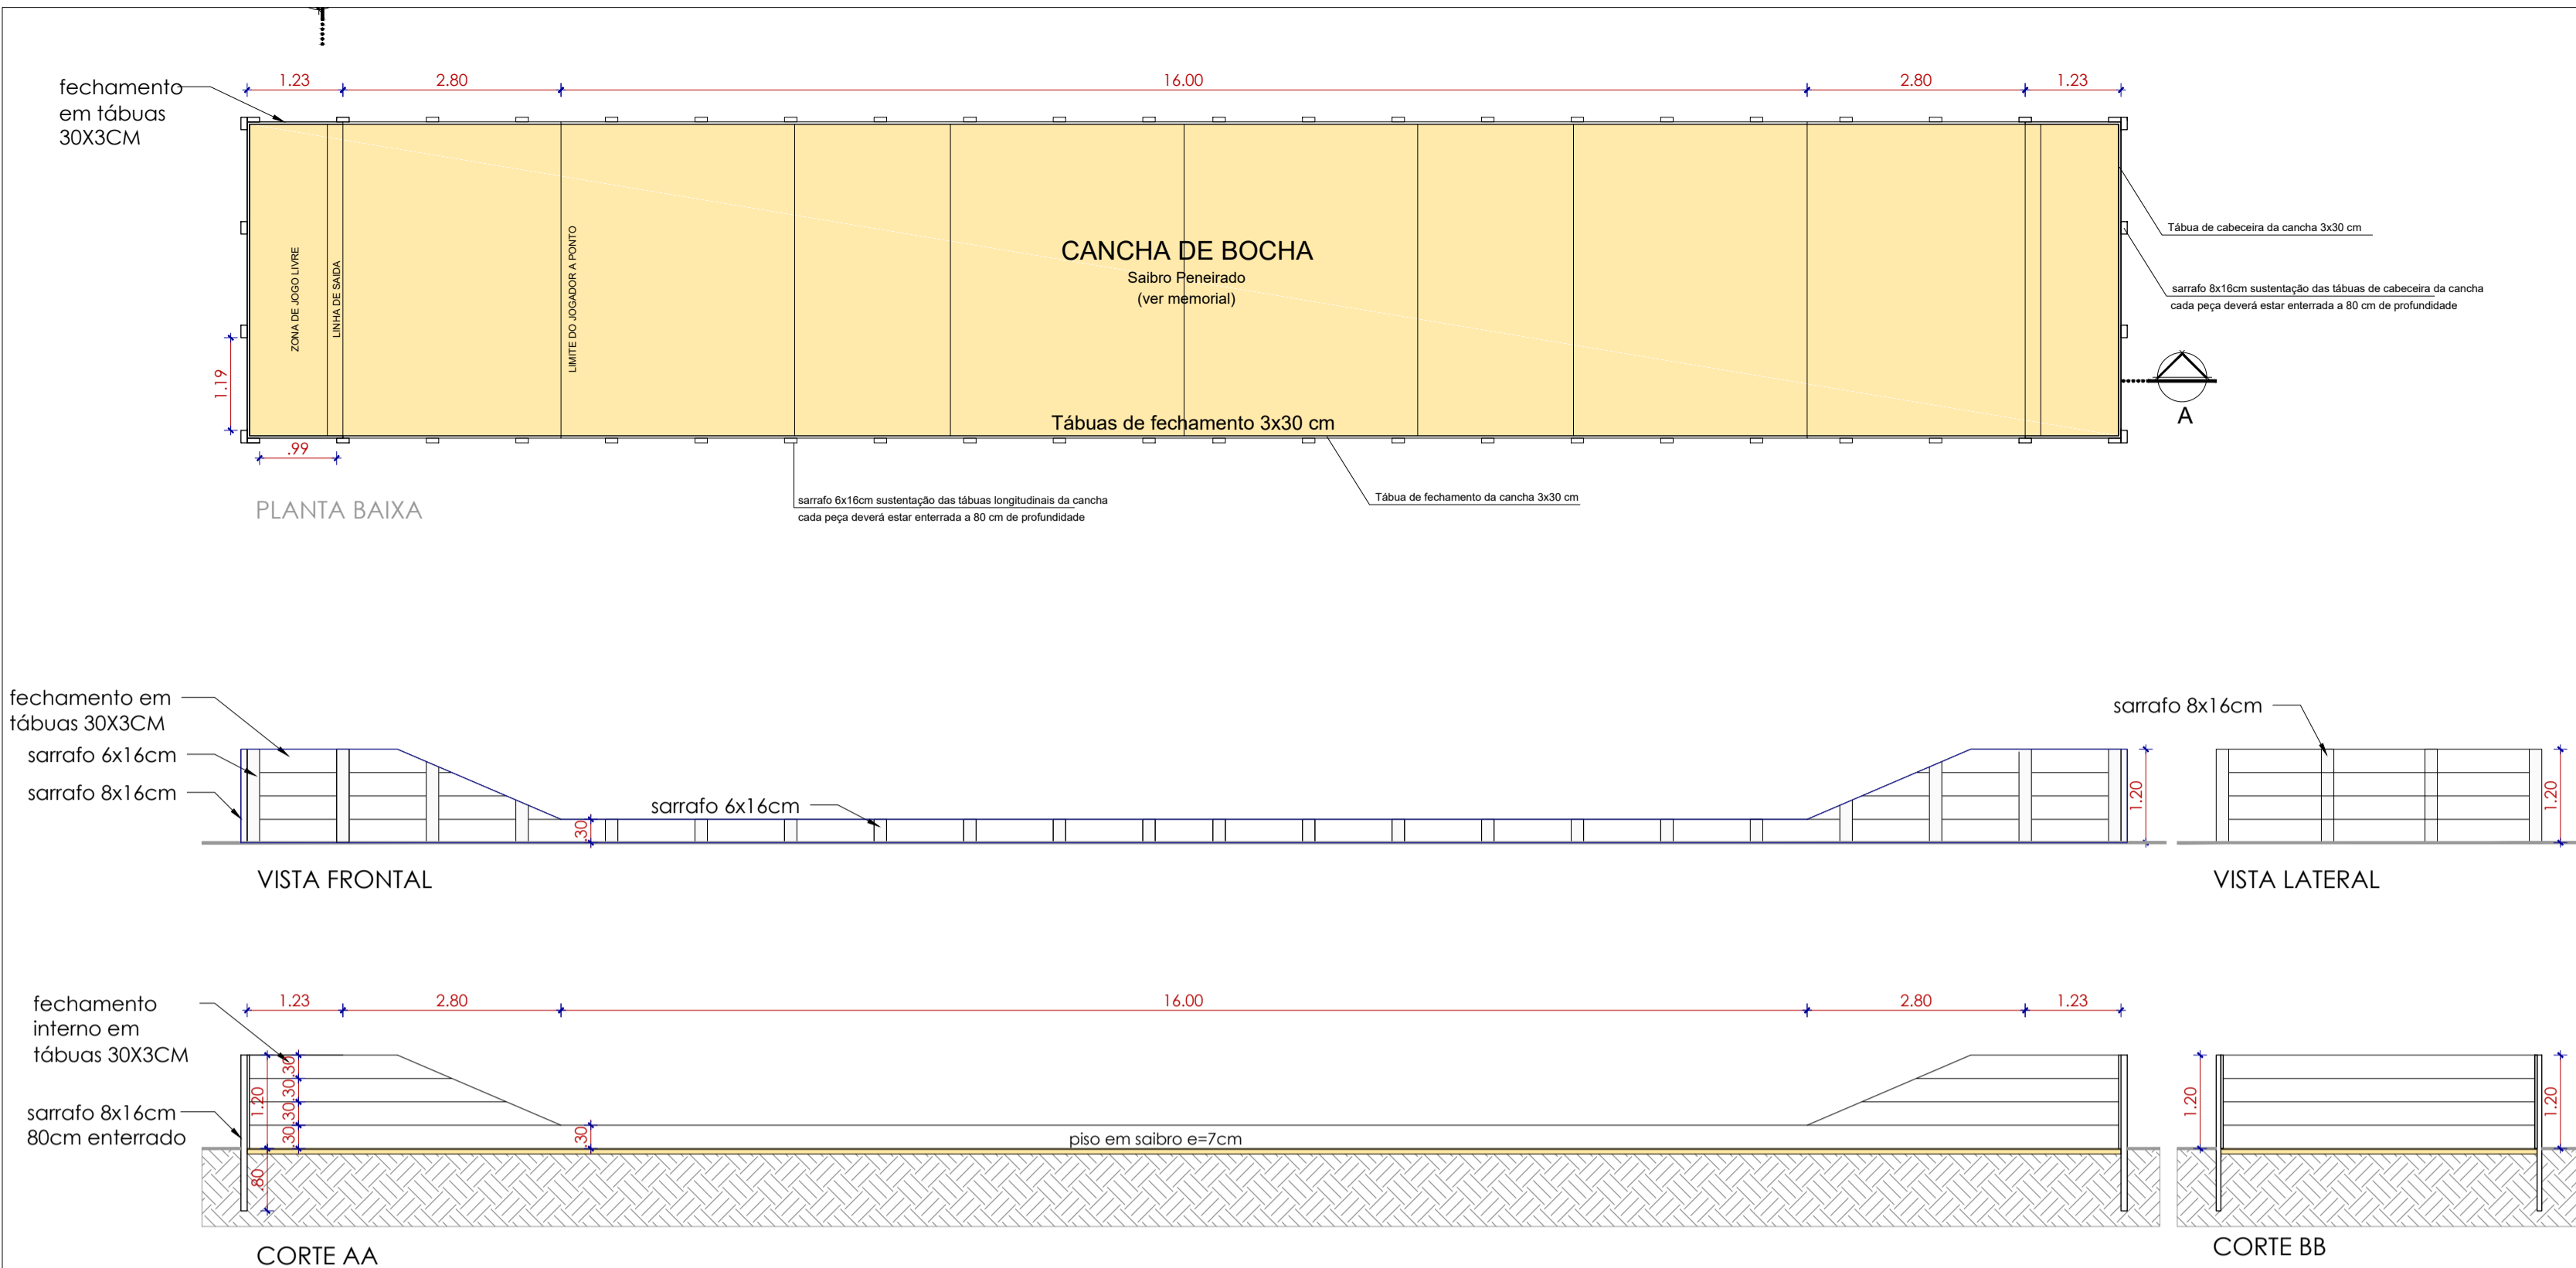 1.23
2.80
16.00
2.80
1.23
fechamento
em tábuas
30X3CM
ZONA DE JOGO LIVRE
LINHA DE SAIDA
LIMITE DO JOGADOR A PONTO
CANCHA DE BOCHA
Saibro Peneirado
(ver memorial)
Tábua de cabeceira da cancha 3x30 cm
sarrafo 8x16cm sustentação das tábuas de cabeceira da cancha
cada peça deverá estar enterrada a 80 cm de profundidade
1.19
A
Tábuas de fechamento 3x30 cm
.99
PLANTA BAIXA
sarrafo 6x16cm sustentação das tábuas longitudinais da cancha
cada peça deverá estar enterrada a 80 cm de profundidade
Tábua de fechamento da cancha 3x30 cm
fechamento em
tábuas 30X3CM
sarrafo 6x16cm
sarrafo 8x16cm
sarrafo 6x16cm
.30
1.20
sarrafo 8x16cm
1.20
VISTA FRONTAL
VISTA LATERAL
1.23
2.80
16.00
2.80
1.23
fechamento
interno em
tábuas 30X3CM
sarrafo 8x16cm
80cm enterrado
1.20
.30
.30
.30
.30
.80
.30
piso em saibro e=7cm
1.20
1.20
CORTE AA
CORTE BB